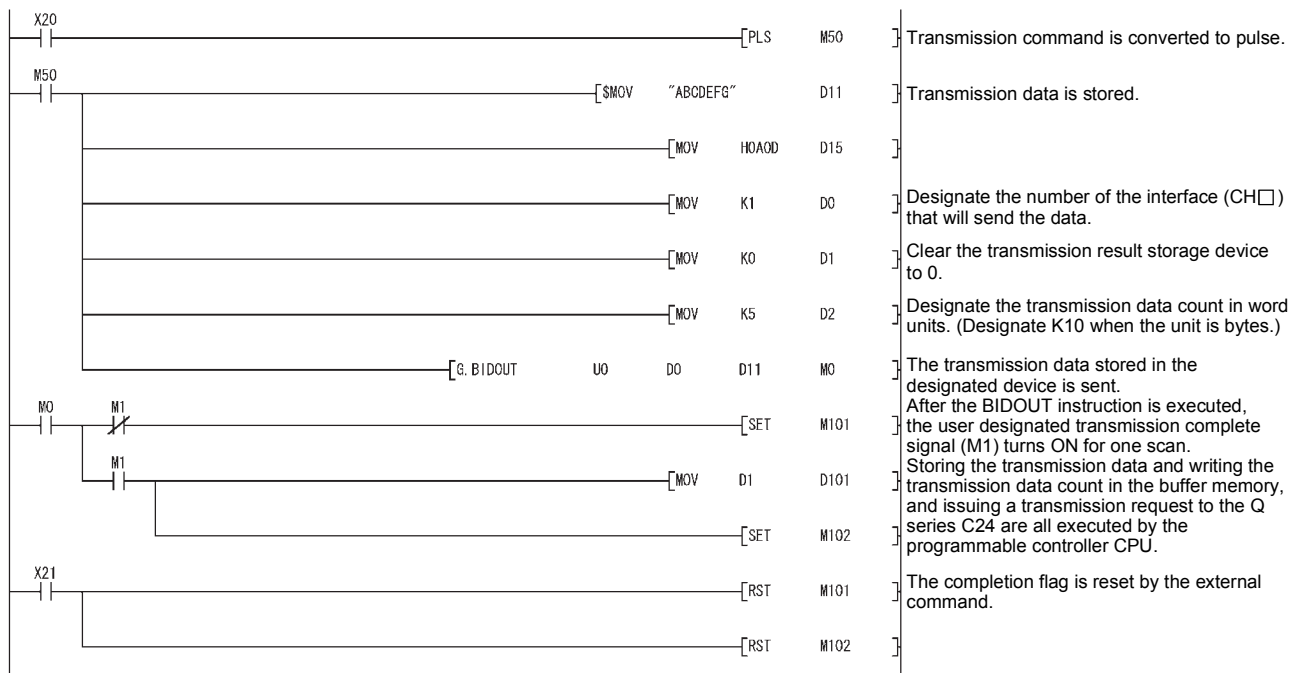 X20
[PLS M50 ] Transmission command is converted to pulse.
M50
[$MOV "ABCDEFG" D11 ] Transmission data is stored.
[MOV H0A0D D15 ]
[MOV K1 D0 ] Designate the number of the interface (CH□)
that will send the data.
[MOV K0 D1 ] Clear the transmission result storage device
to 0.
[MOV K5 D2 ] Designate the transmission data count in word
units. (Designate K10 when the unit is bytes.)
[G.BIDOUT U0 D0 D11 M0 ] The transmission data stored in the
designated device is sent.
M0 M1
[SET M101 ] After the BIDOUT instruction is executed,
the user designated transmission complete
signal (M1) turns ON for one scan.
M1
[MOV D1 D101 ] Storing the transmission data and writing the
transmission data count in the buffer memory,
and issuing a transmission request to the Q
[SET M102 ] series C24 are all executed by the
programmable controller CPU.
X21
[RST M101 ] The completion flag is reset by the external
command.
[RST M102 ]